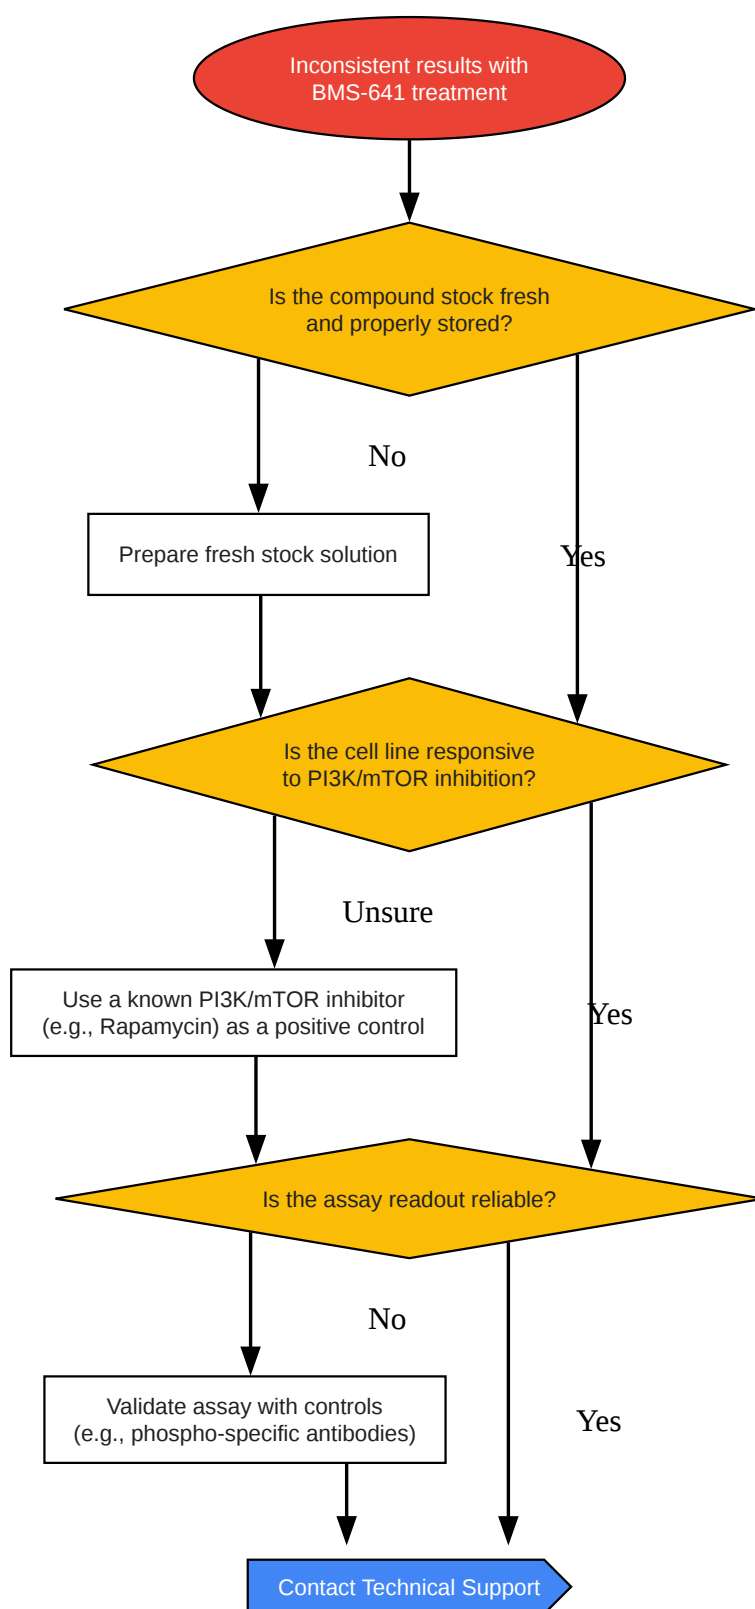 Inconsistent results with
BMS-641 treatment
Is the compound stock fresh
and properly stored?
No
Prepare fresh stock solution
Yes
Is the cell line responsive
to PI3K/mTOR inhibition?
Unsure
Use a known PI3K/mTOR inhibitor
(e.g., Rapamycin) as a positive control
Yes
Is the assay readout reliable?
No
Validate assay with controls
(e.g., phospho-specific antibodies)
Yes
Contact Technical Support